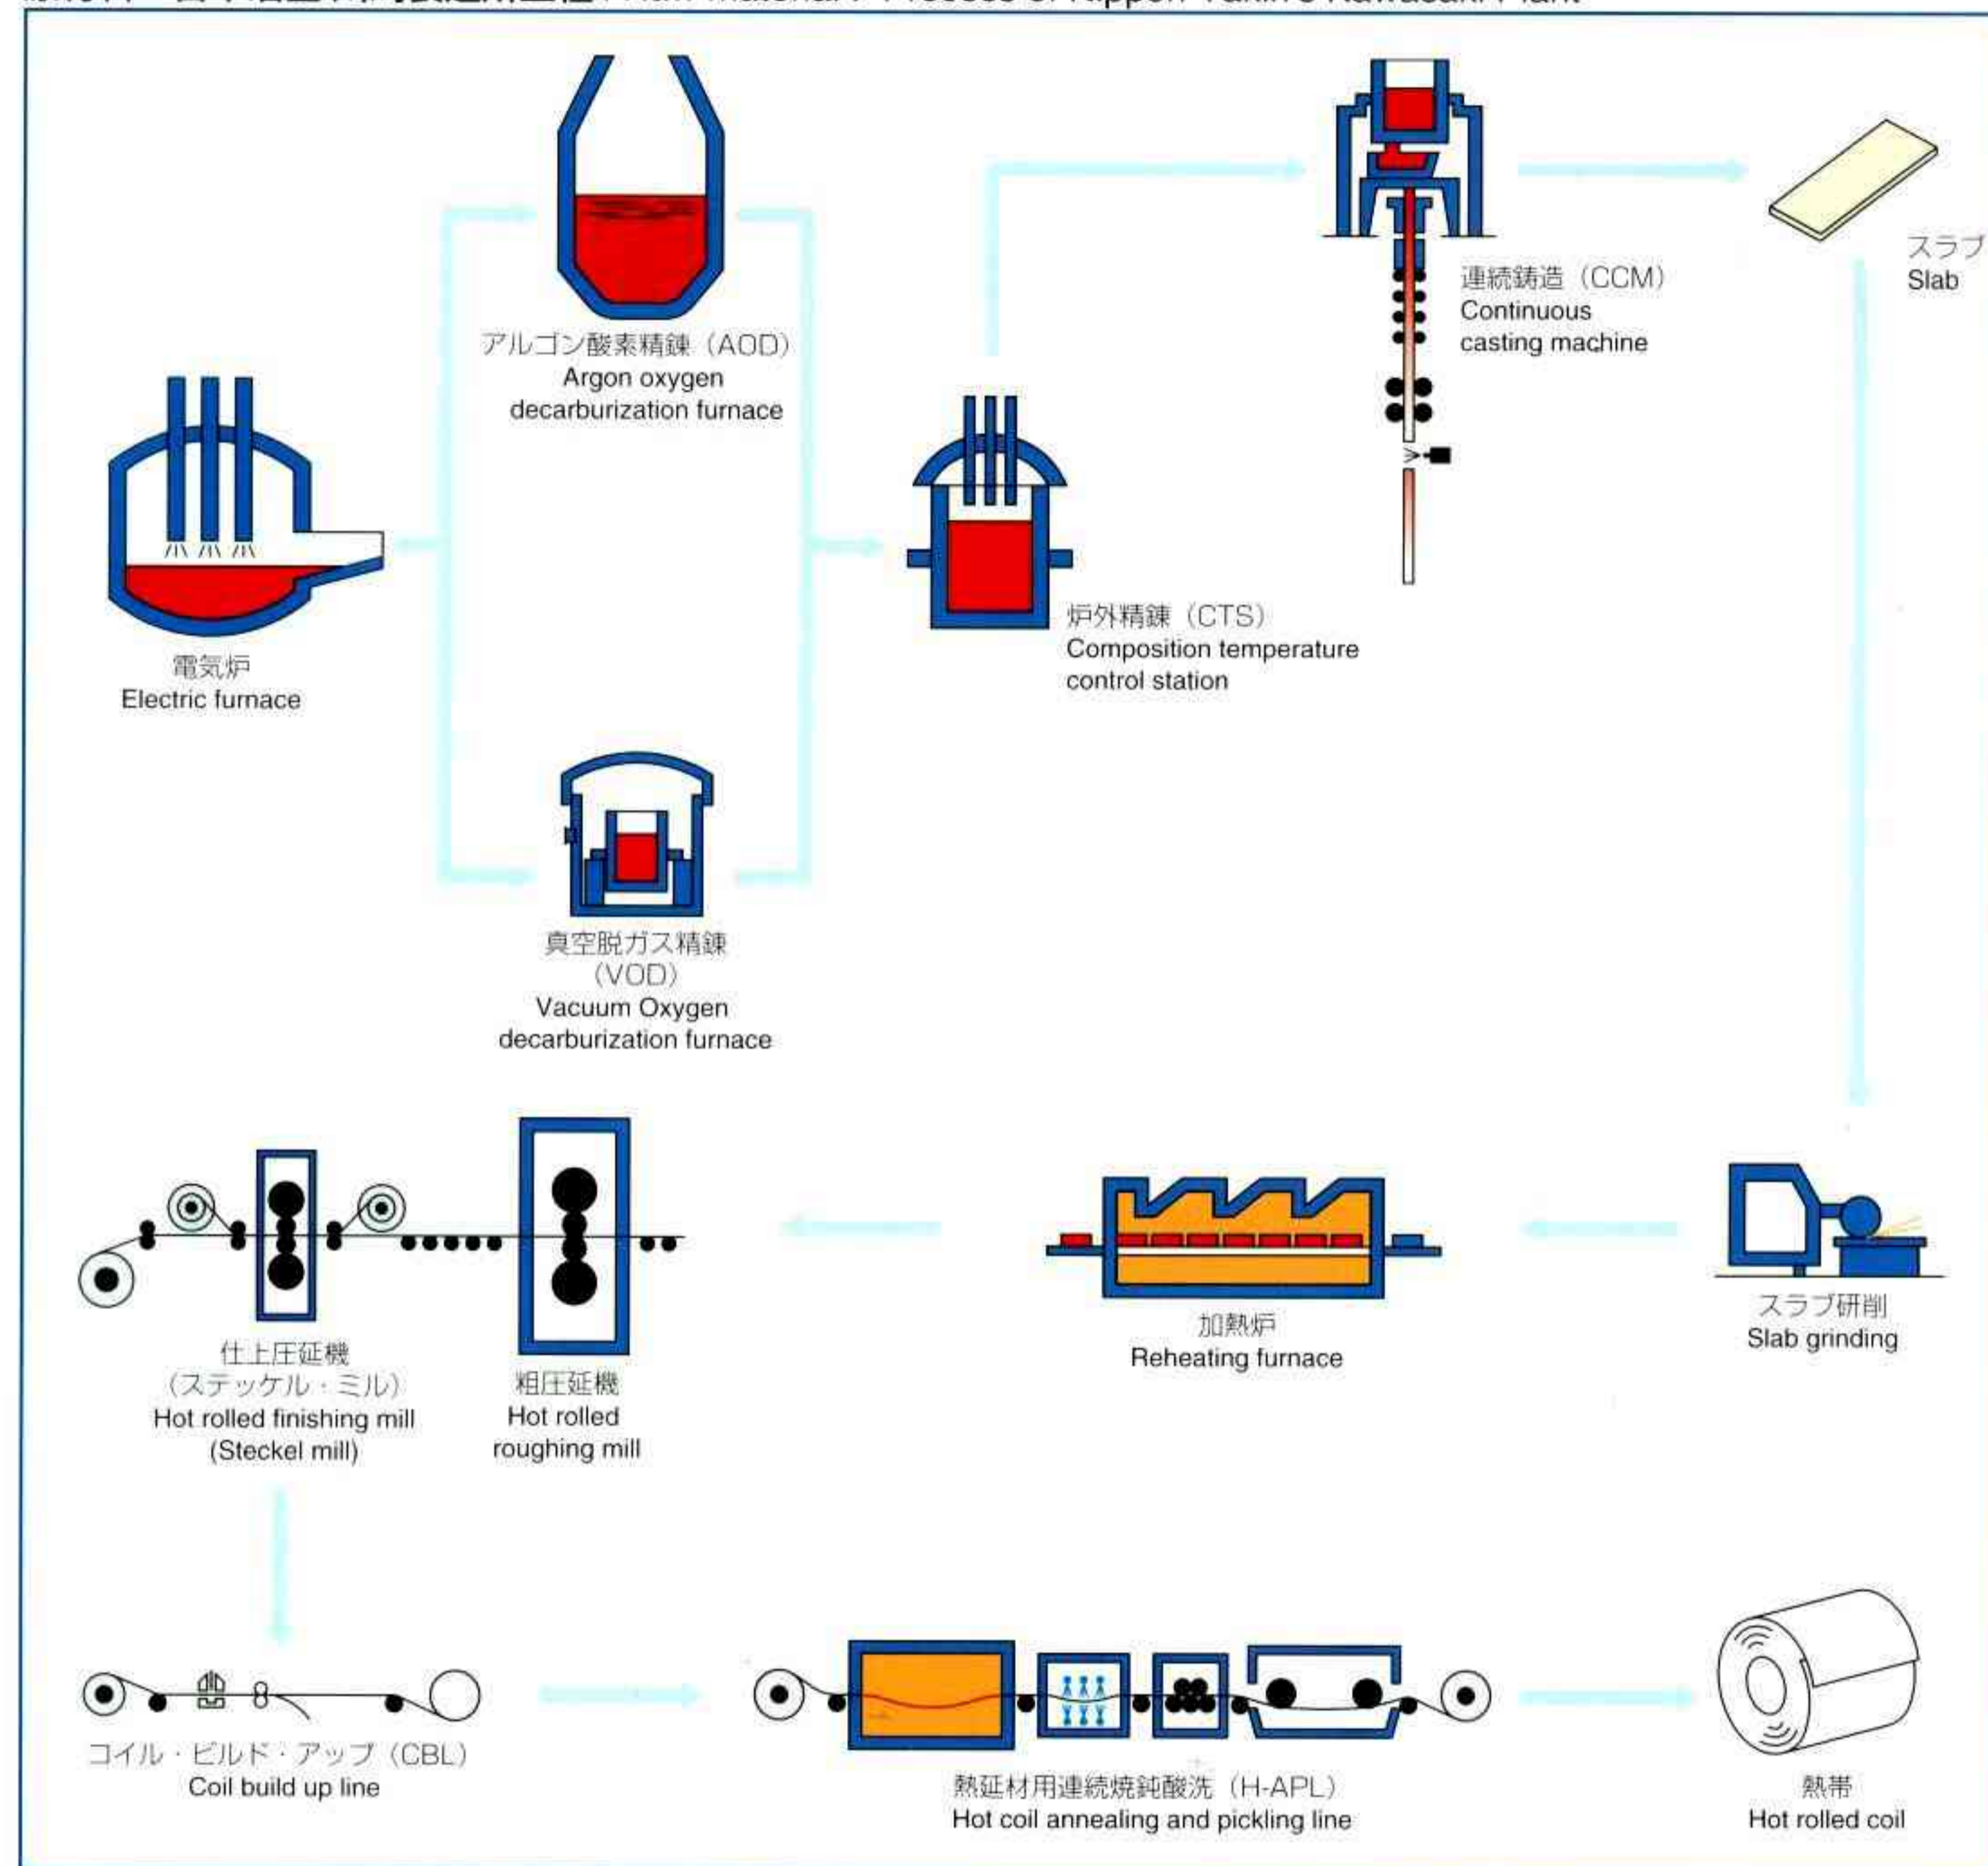 Process of Nippon Yakin's Kawasaki Plant
アルゴン酸素精錬（AOD）
Argon oxygen
decarburization furnace
連続鋳造（CCM）
Continuous
casting machine
スラブ
Slab
電気炉
Electric furnace
炉外精錬（CTS）
Composition temperature
control station
真空脱ガス精錬
（VOD）
Vacuum Oxygen
decarburization furnace
仕上圧延機
（ステッケル・ミル）
Hot rolled finishing mill
(Steckel mill)
粗圧延機
Hot rolled
roughing mill
加熱炉
Reheating furnace
スラブ研削
Slab grinding
コイル・ビルド・アップ（CBL）
Coil build up line
熱延材用連続焼鈍酸洗（H-APL）
Hot coil annealing and pickling line
熱帯
Hot rolled coil